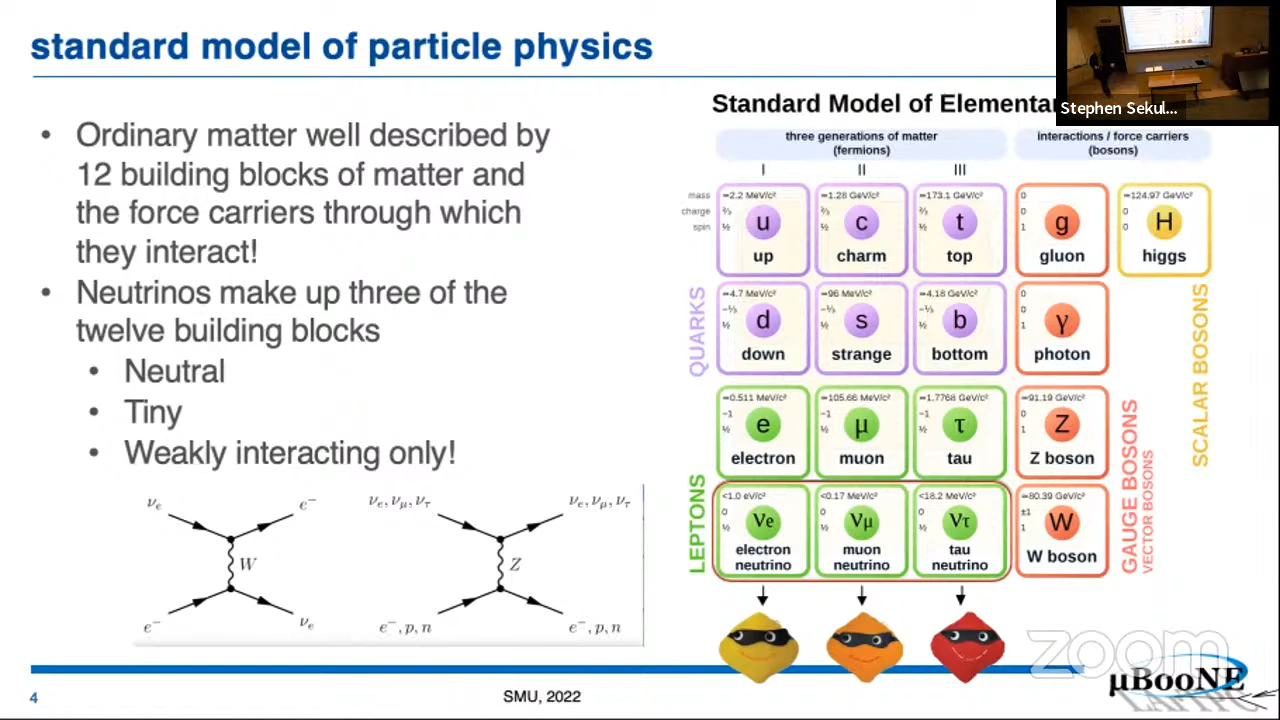 standard model of particle physics
Stephen Sekul...
• Ordinary matter well described by
12 building blocks of matter and
the force carriers through which
they interact!
• Neutrinos make up three of the
twelve building blocks
• Neutral
• Tiny
• Weakly interacting only!
νe
e−
W
e−
νe
νe, νμ, ντ
νe, νμ, ντ
Z
e−, p, n
e−, p, n
Standard Model of Elementa
three generations of matter
(fermions)
interactions / force carriers
(bosons)
I
II
III
mass
charge
spin
≃2.2 MeV/c²
⅔
½
u
up
≃1.28 GeV/c²
⅔
½
c
charm
≃173.1 GeV/c²
⅔
½
t
top
0
0
1
g
gluon
≃124.97 GeV/c²
0
0
H
higgs
QUARKS
≃4.7 MeV/c²
−⅓
½
d
down
≃96 MeV/c²
−⅓
½
s
strange
≃4.18 GeV/c²
−⅓
½
b
bottom
0
0
1
γ
photon
SCALAR BOSONS
≃0.511 MeV/c²
−1
½
e
electron
≃105.66 MeV/c²
−1
½
μ
muon
≃1.7768 GeV/c²
−1
½
τ
tau
≃91.19 GeV/c²
0
1
Z
Z boson
LEPTONS
<1.0 eV/c²
0
½
νe
electron
neutrino
<0.17 MeV/c²
0
½
νμ
muon
neutrino
<18.2 MeV/c²
0
½
ντ
tau
neutrino
≃80.39 GeV/c²
±1
1
W
W boson
GAUGE BOSONS
VECTOR BOSONS
zoom
μBooNE
4
SMU, 2022